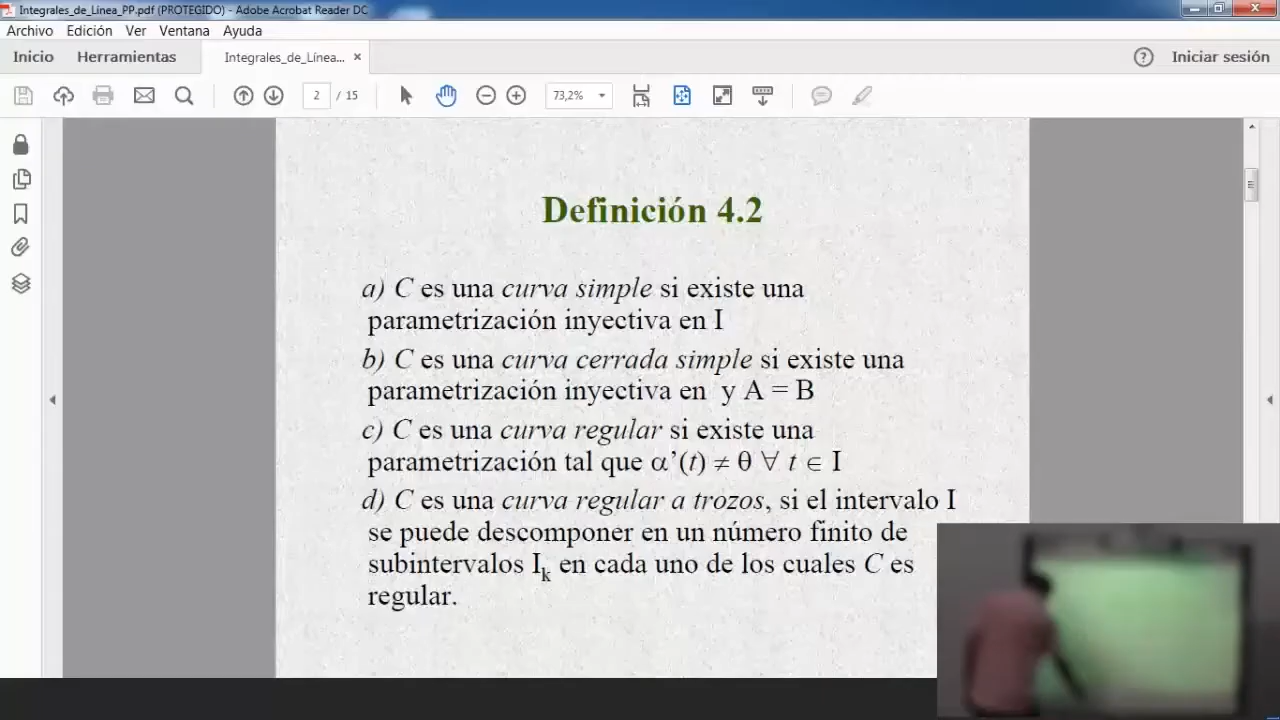 Integrales_de_Línea_PP.pdf (PROTEGIDO) - Adobe Acrobat Reader DC
Archivo Edición Ver Ventana Ayuda
Inicio Herramientas Integrales_de_Línea... × Iniciar sesión
2 / 15 73,2%
Definición 4.2
a) C es una curva simple si existe una
parametrización inyectiva en I
b) C es una curva cerrada simple si existe una
parametrización inyectiva en y A = B
c) C es una curva regular si existe una
parametrización tal que α’(t) ≠ θ ∀ t ∈ I
d) C es una curva regular a trozos, si el intervalo I
se puede descomponer en un número finito de
subintervalos Ik en cada uno de los cuales C es
regular.